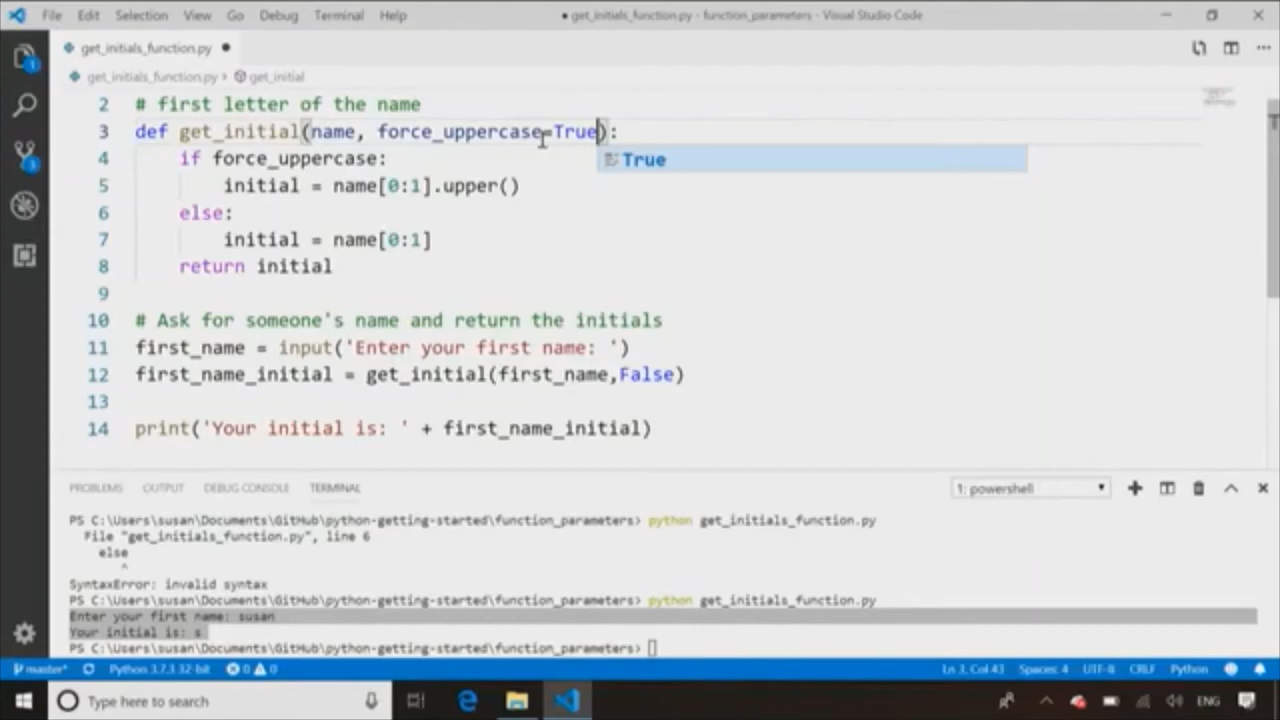 File Edit Selection View Go Debug Terminal Help ● get_initials_function.py - function_parameters - Visual Studio Code
get_initials_function.py ●
get_initials_function.py › get_initial
2 # first letter of the name
3 def get_initial(name, force_uppercase=True):
4 if force_uppercase:
True
5 initial = name[0:1].upper()
6 else:
7 initial = name[0:1]
8 return initial
9
10 # Ask for someone's name and return the initials
11 first_name = input('Enter your first name: ')
12 first_name_initial = get_initial(first_name,False)
13
14 print('Your initial is: ' + first_name_initial)
PROBLEMS OUTPUT DEBUG CONSOLE TERMINAL 1: powershell
PS C:\Users\susan\Documents\GitHub\python-getting-started\function_parameters> python get_initials_function.py
File "get_initials_function.py", line 6
else
^
SyntaxError: invalid syntax
PS C:\Users\susan\Documents\GitHub\python-getting-started\function_parameters> python get_initials_function.py
Enter your first name: susan
Your initial is: s
PS C:\Users\susan\Documents\GitHub\python-getting-started\function_parameters>
master* Python 3.7.3 32-bit 0 0 Ln 3, Col 43 Spaces: 4 UTF-8 CRLF Python
Type here to search ENG